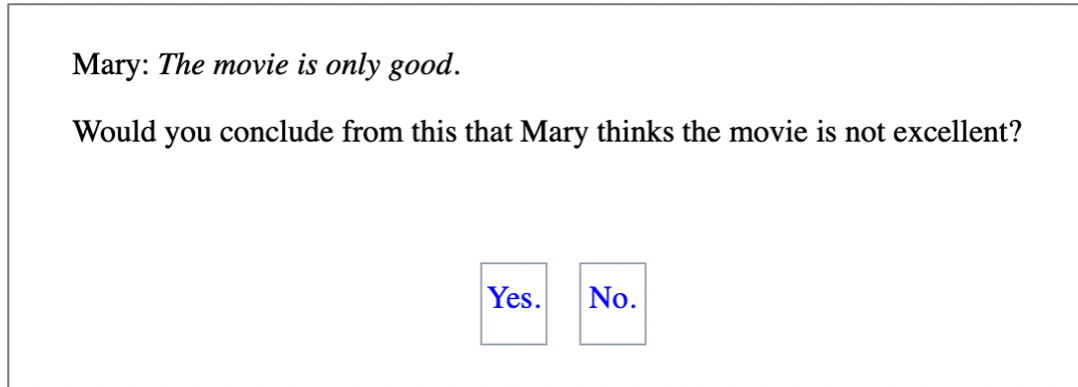 Mary: The movie is only good.
Would you conclude from this that Mary thinks the movie is not excellent?
Yes. No.